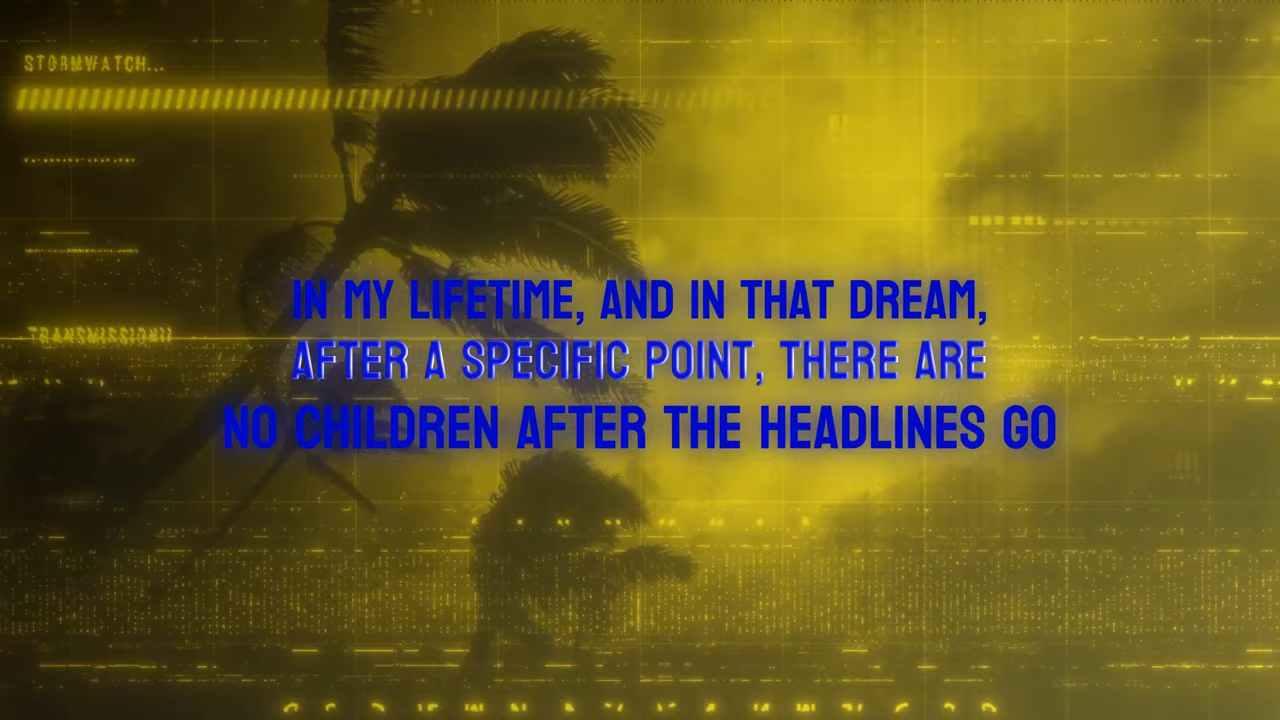 STORMWATCH...
TRANSMISSION!!
IN MY LIFETIME, AND IN THAT DREAM,
AFTER A SPECIFIC POINT, THERE ARE
NO CHILDREN AFTER THE HEADLINES GO